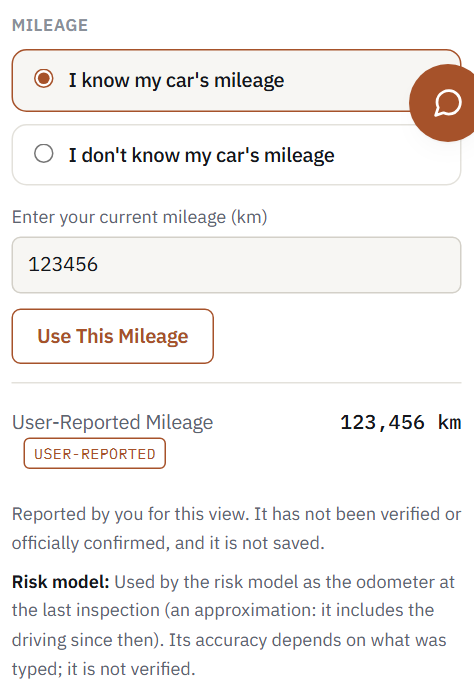 MILEAGE
I know my car's mileage
I don't know my car's mileage
Enter your current mileage (km)
123456
Use This Mileage
User-Reported Mileage 123,456 km
USER-REPORTED
Reported by you for this view. It has not been verified or
officially confirmed, and it is not saved.
Risk model: Used by the risk model as the odometer at
the last inspection (an approximation: it includes the
driving since then). Its accuracy depends on what was
typed; it is not verified.